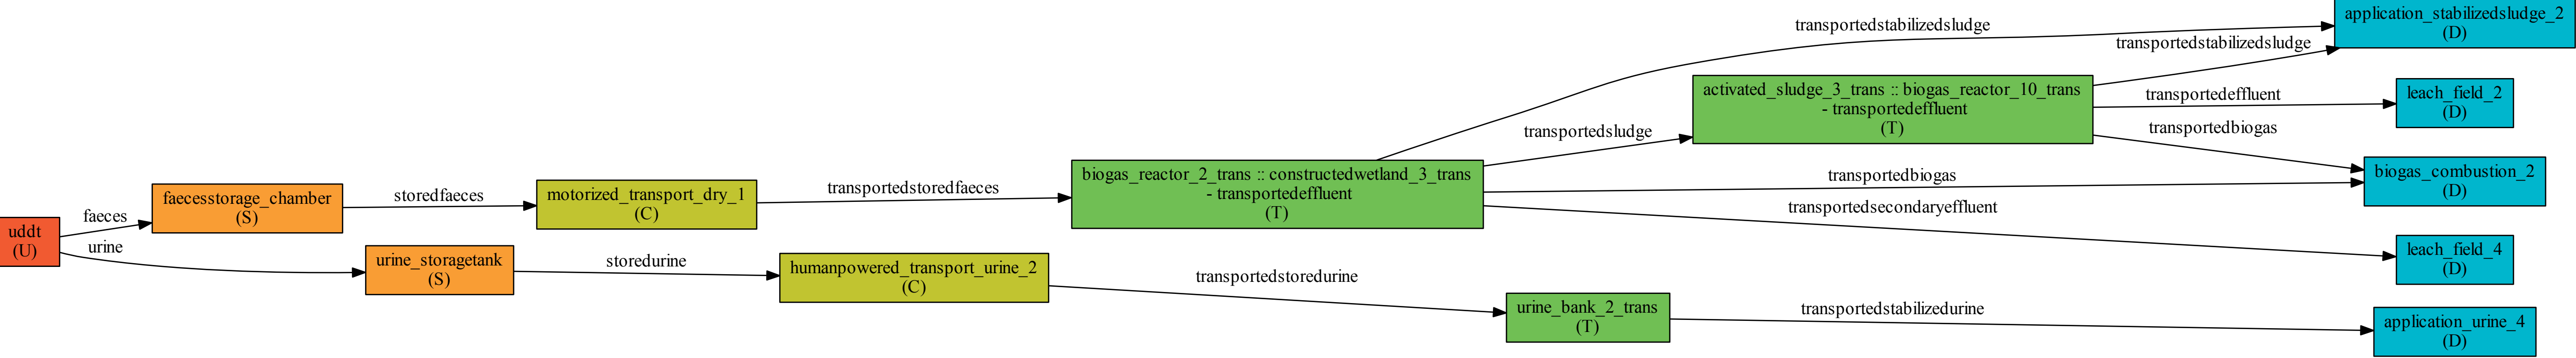 uddt
(U)
faeces
urine
faecesstorage_chamber
(S)
urine_storagetank
(S)
storedfaeces
storedurine
motorized_transport_dry_1
(C)
humanpowered_transport_urine_2
(C)
transportedstoredfaeces
transportedstoredurine
biogas_reactor_2_trans :: constructedwetland_3_trans
- transportedeffluent
(T)
urine_bank_2_trans
(T)
transportedstabilizedsludge
transportedsludge
transportedbiogas
transportedsecondaryeffluent
transportedstabilizedurine
activated_sludge_3_trans :: biogas_reactor_10_trans
- transportedeffluent
(T)
transportedstabilizedsludge
transportedeffluent
transportedbiogas
application_stabilizedsludge_2
(D)
leach_field_2
(D)
biogas_combustion_2
(D)
leach_field_4
(D)
application_urine_4
(D)